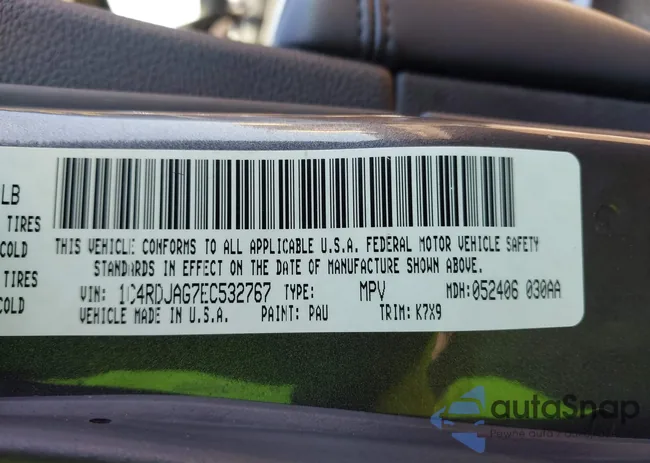 LB
TIRES
COLD
TIRES
COLD
THIS VEHICLE CONFORMS TO ALL APPLICABLE U.S.A. FEDERAL MOTOR VEHICLE SAFETY
STANDARDS IN EFFECT ON THE DATE OF MANUFACTURE SHOWN ABOVE.
VIN: 1C4RDJAG7EC532767 TYPE: MPV MDH:052406 030AA
VEHICLE MADE IN U.S.A. PAINT: PAU TRIM: K7X9
autoSnap